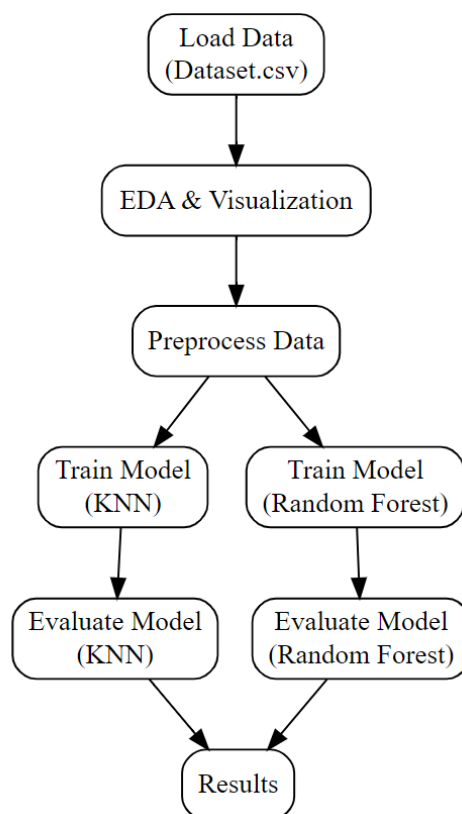 Load Data
(Dataset.csv)
EDA & Visualization
Preprocess Data
Train Model
(KNN)
Train Model
(Random Forest)
Evaluate Model
(KNN)
Evaluate Model
(Random Forest)
Results